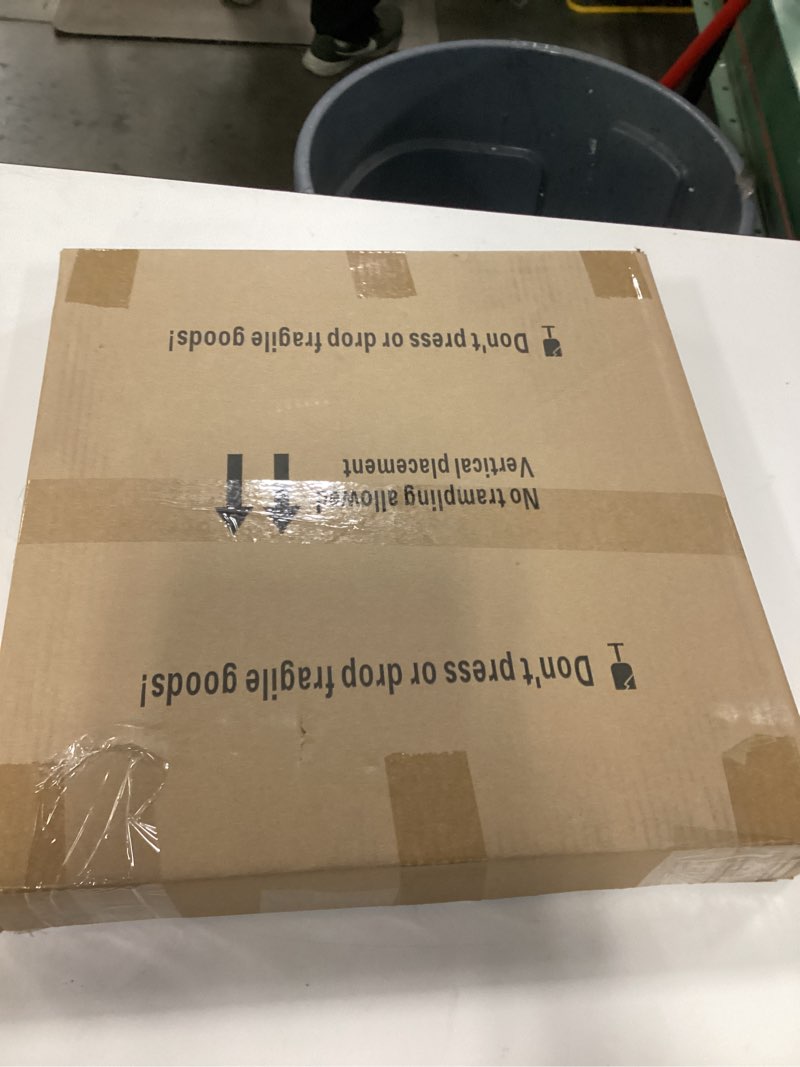 Don't press or drop fragile goods!
No trampling allowed
Vertical placement
Don't press or drop fragile goods!